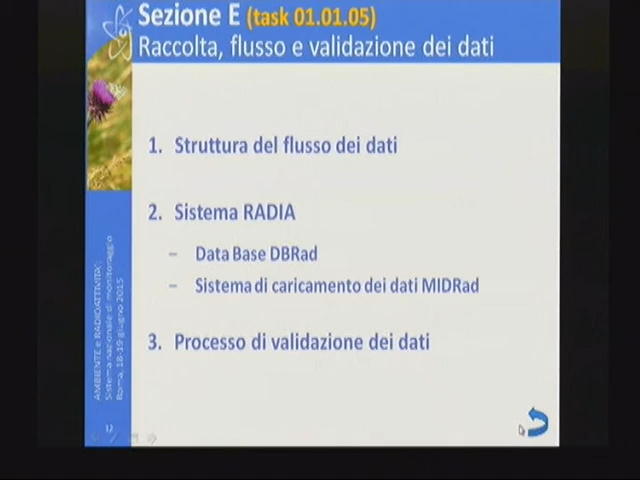 Sezione E (task 01.01.05)
Raccolta, flusso e validazione dei dati
1. Struttura del flusso dei dati
2. Sistema RADIA
– Data Base DBRad
– Sistema di caricamento dei dati MIDRad
3. Processo di validazione dei dati
AMBIENTE e RADIOATTIVITA':
Sistema nazionale di monitoraggio
Roma, 18-19 giugno 2015